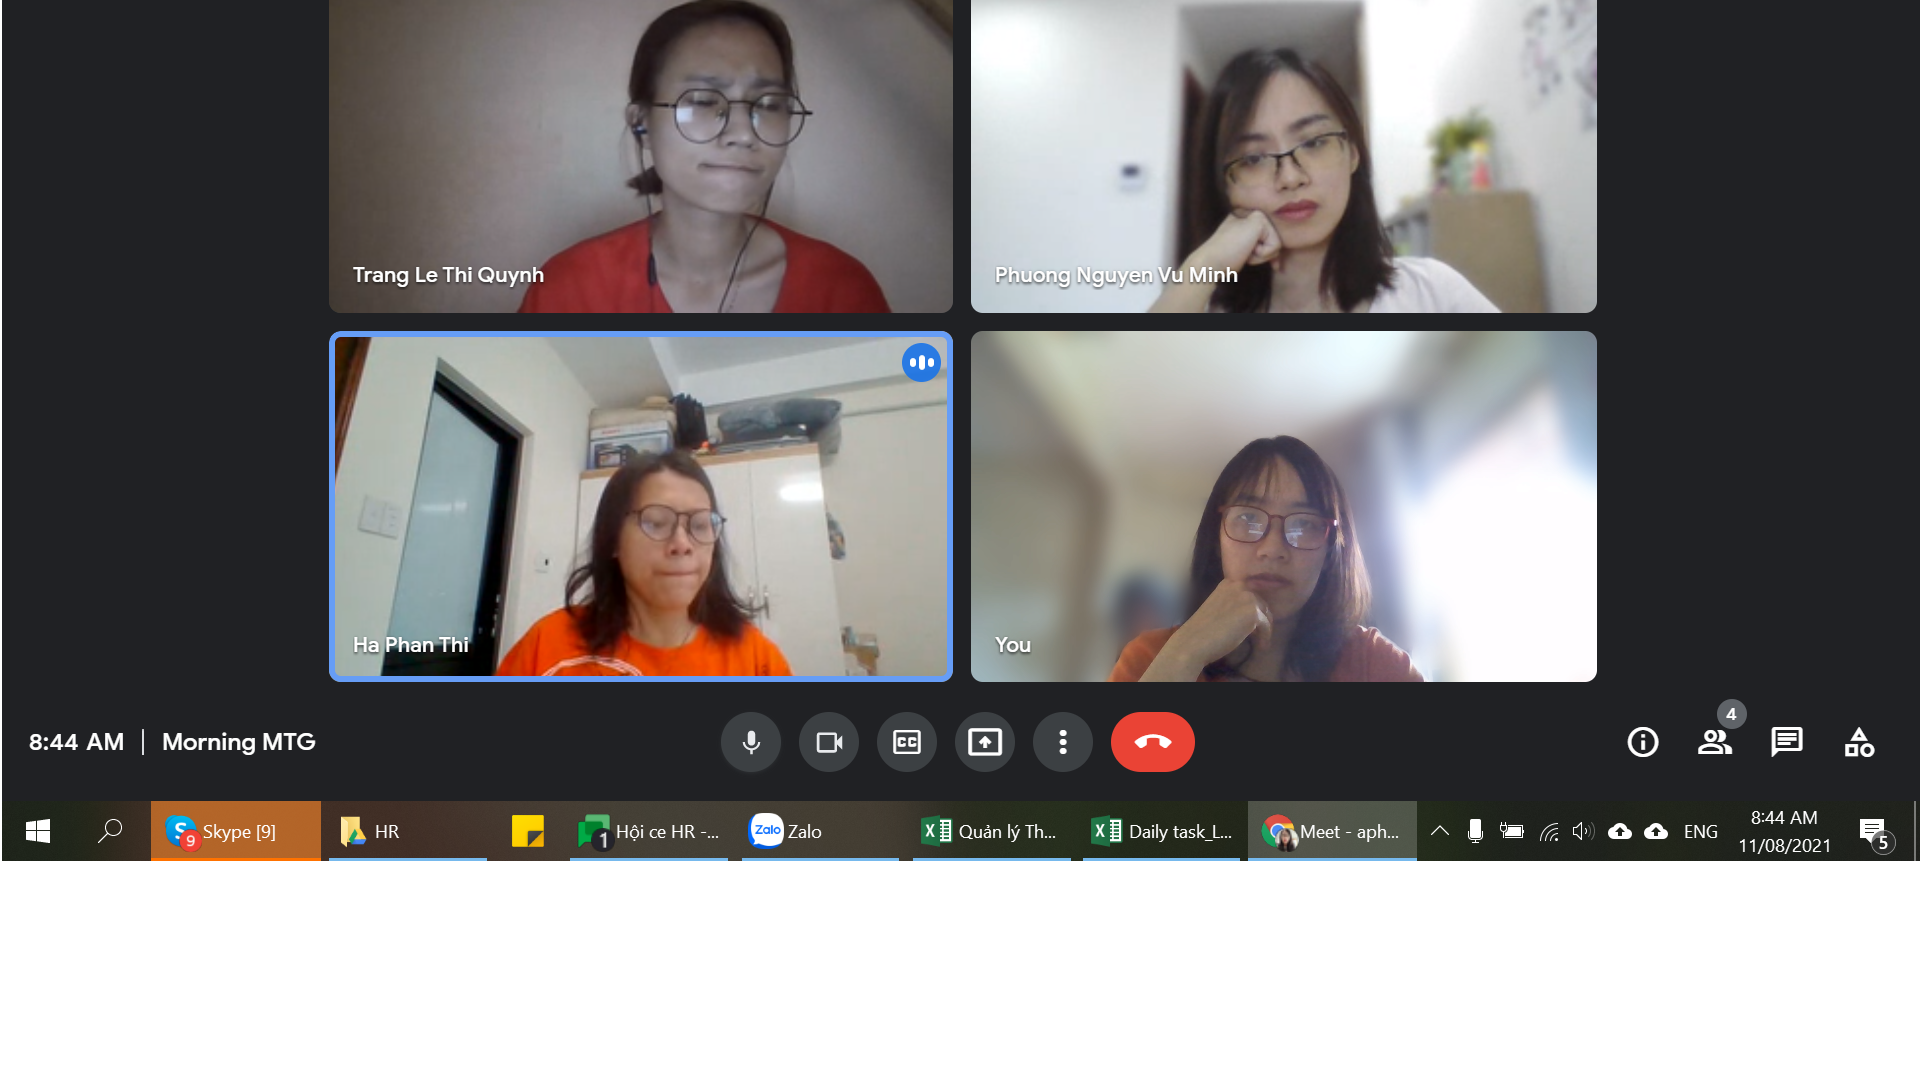 Trang Le Thi Quynh
Phuong Nguyen Vu Minh
Ha Phan Thi
You
4
8:44 AM | Morning MTG
CC
S 9 Skype [9]
HR
1 Hội ce HR -...
Zalo Zalo
X Quản lý Th...
X Daily task_L...
Meet - aph...
ENG
8:44 AM
11/08/2021
5